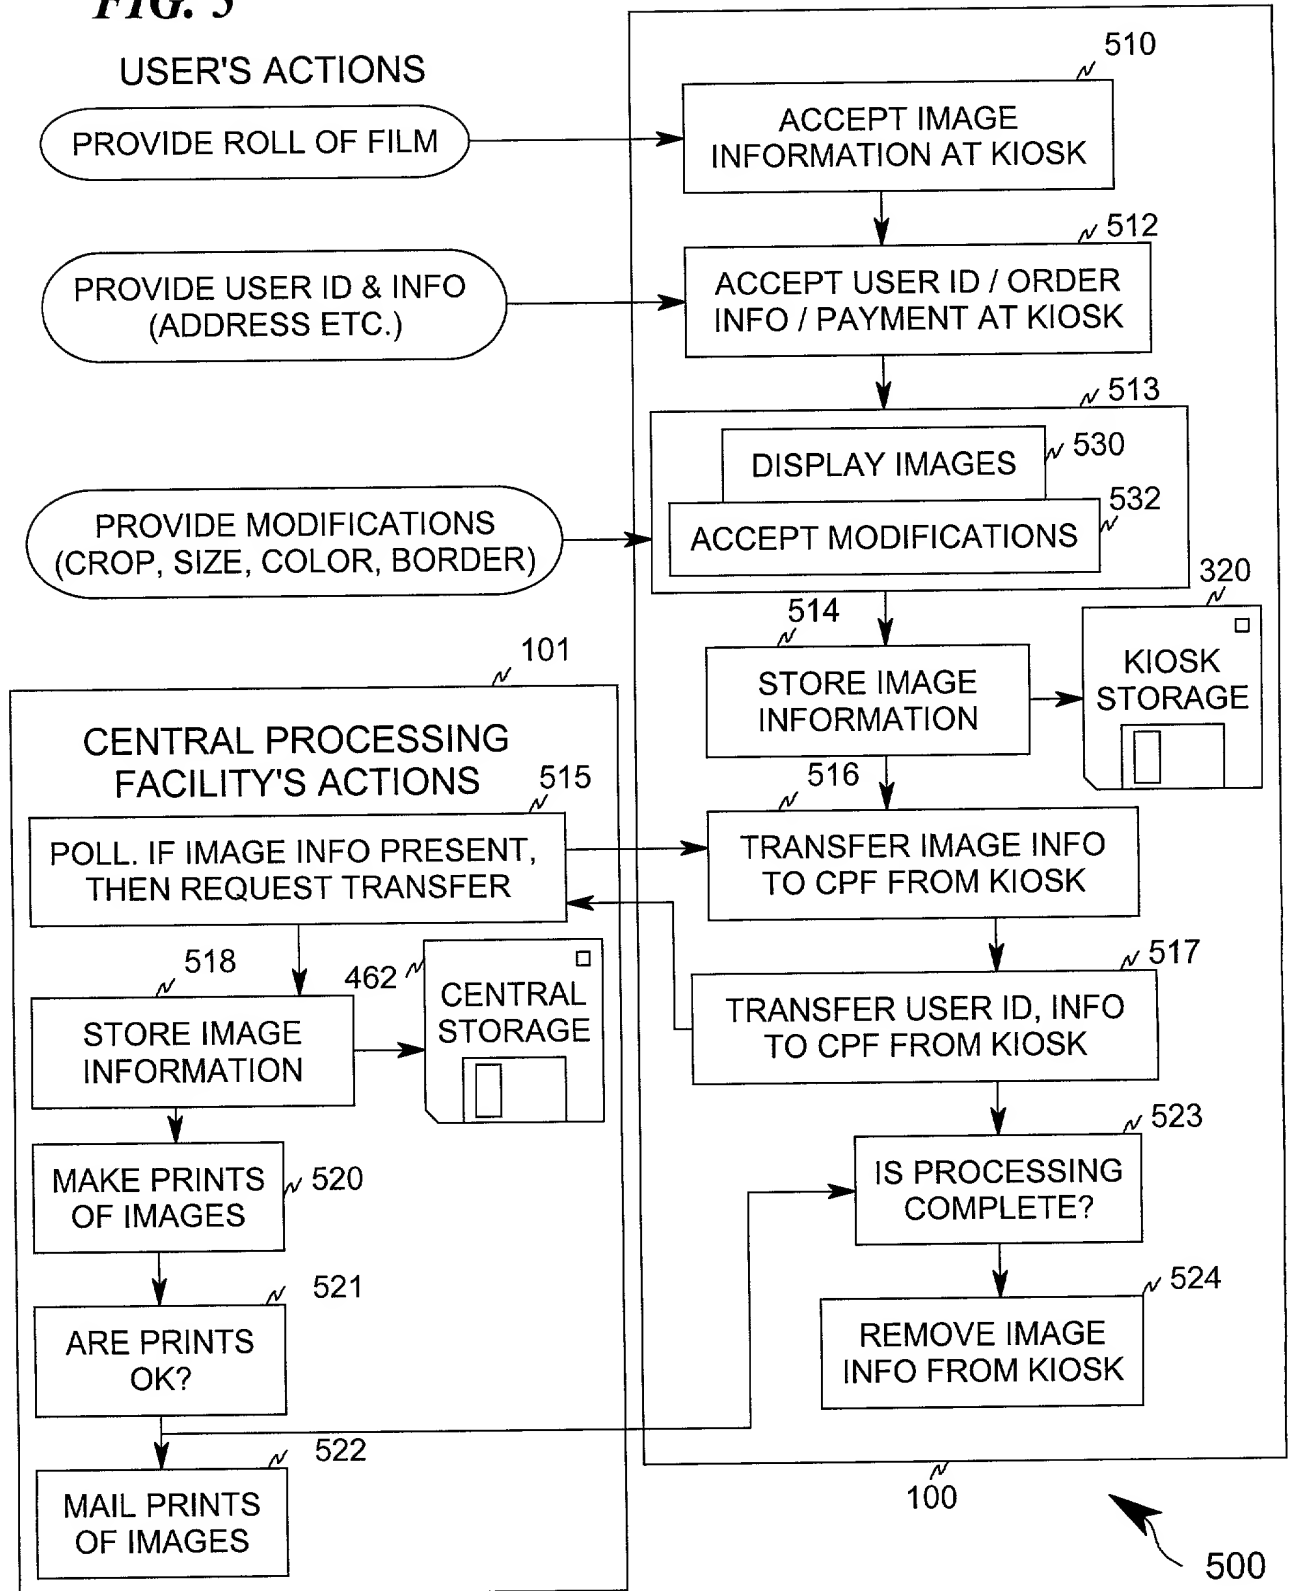 FIG. 5
USER'S ACTIONS
PROVIDE ROLL OF FILM
510
ACCEPT IMAGE
INFORMATION AT KIOSK
512
PROVIDE USER ID & INFO
(ADDRESS ETC.)
ACCEPT USER ID / ORDER
INFO / PAYMENT AT KIOSK
513
DISPLAY IMAGES
530
PROVIDE MODIFICATIONS
(CROP, SIZE, COLOR, BORDER)
ACCEPT MODIFICATIONS
532
320
KIOSK
STORAGE
514
STORE IMAGE
INFORMATION
101
CENTRAL PROCESSING
FACILITY'S ACTIONS
515
POLL. IF IMAGE INFO PRESENT,
THEN REQUEST TRANSFER
516
TRANSFER IMAGE INFO
TO CPF FROM KIOSK
517
TRANSFER USER ID, INFO
TO CPF FROM KIOSK
518
STORE IMAGE
INFORMATION
462
CENTRAL
STORAGE
523
IS PROCESSING
COMPLETE?
MAKE PRINTS
OF IMAGES
520
521
ARE PRINTS
OK?
524
REMOVE IMAGE
INFO FROM KIOSK
522
MAIL PRINTS
OF IMAGES
100
500